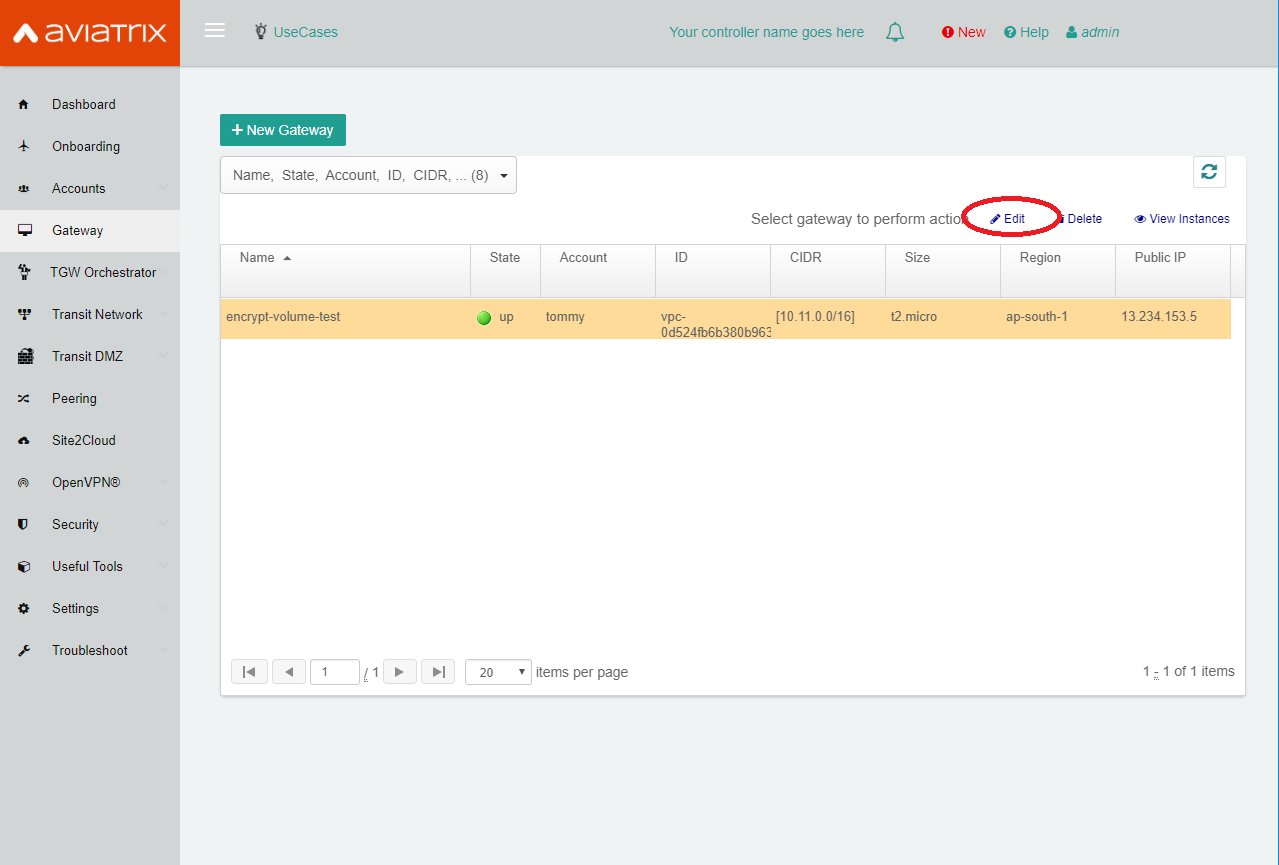 aviatrix
UseCases
Your controller name goes here
New
Help
admin
Dashboard
Onboarding
Accounts
Gateway
TGW Orchestrator
Transit Network
Transit DMZ
Peering
Site2Cloud
OpenVPN®
Security
Useful Tools
Settings
Troubleshoot
+ New Gateway
Name, State, Account, ID, CIDR, ... (8)
Select gateway to perform action
Edit
Delete
View Instances
Name State Account ID CIDR Size Region Public IP
encrypt-volume-test up tommy vpc- [10.11.0.0/16] t2.micro ap-south-1 13.234.153.5
0d524fb6b380b963
1 / 1 20 items per page
1 - 1 of 1 items